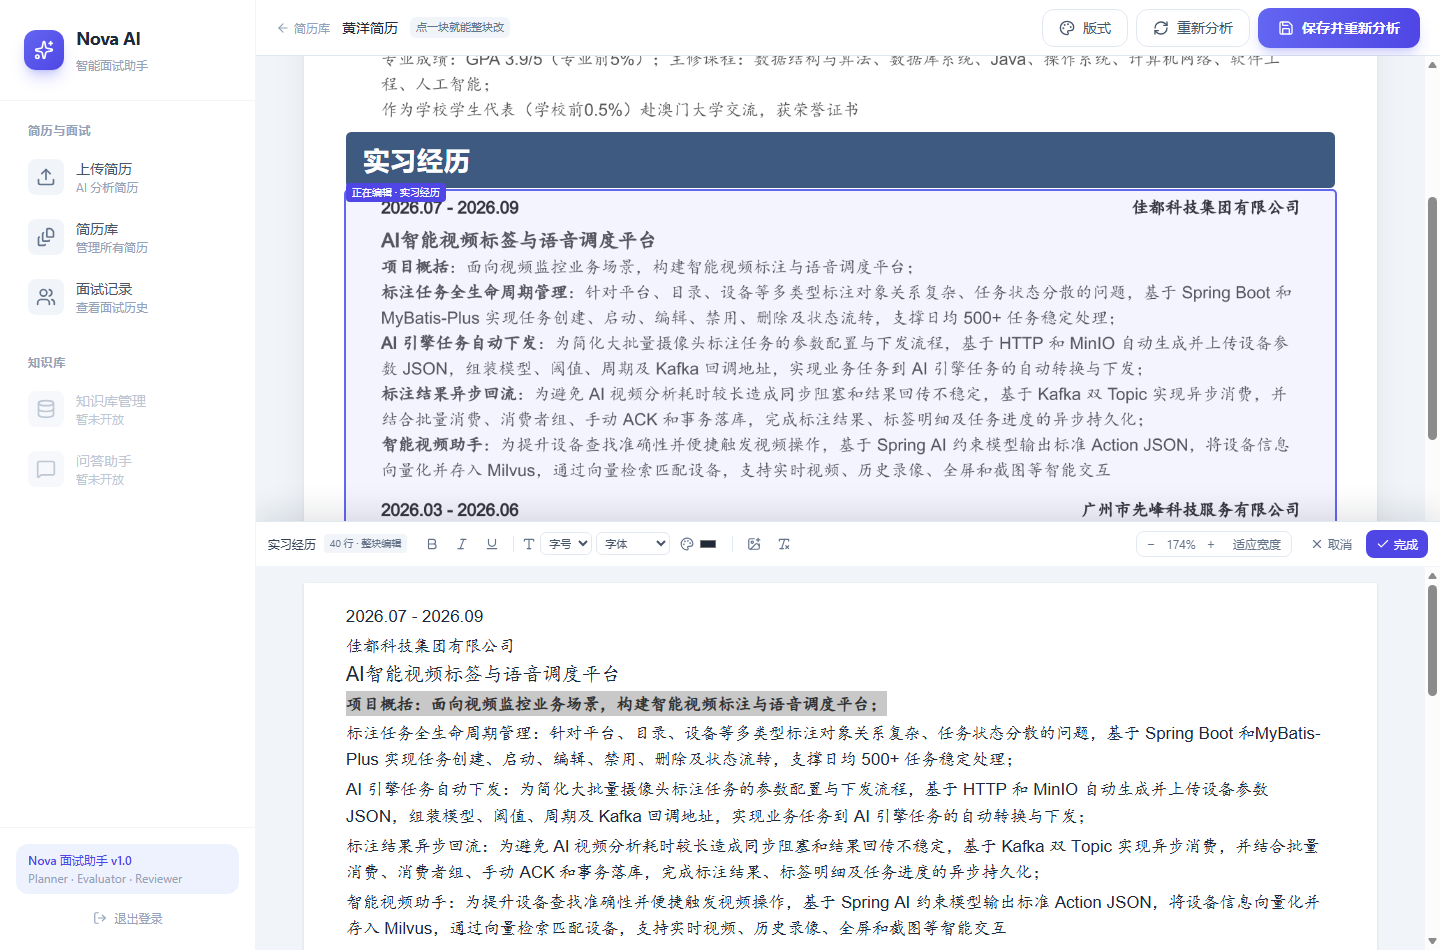 Nova AI
智能面试助手
简历与面试
上传简历
AI 分析简历
简历库
管理所有简历
面试记录
查看面试历史
知识库
知识库管理
暂未开放
问答助手
暂未开放
Nova 面试助手 v1.0
Planner · Evaluator · Reviewer
退出登录
简历库
黄洋简历
点一块就能整块改
版式
重新分析
保存并重新分析
专业成绩：GPA 3.9/5（专业前5%）；主修课程：数据结构与算法、数据库系统、Java、操作系统、计算机网络、软件工
程、人工智能；
作为学校学生代表（学校前0.5%）赴澳门大学交流，获荣誉证书
实习经历
正在编辑 · 实习经历
2026.07 - 2026.09
佳都科技集团有限公司
AI智能视频标签与语音调度平台
项目概括：面向视频监控业务场景，构建智能视频标注与语音调度平台；
标注任务全生命周期管理：针对平台、目录、设备等多类型标注对象关系复杂、任务状态分散的问题，基于 Spring Boot 和
MyBatis-Plus 实现任务创建、启动、编辑、禁用、删除及状态流转，支撑日均 500+ 任务稳定处理；
AI 引擎任务自动下发：为简化大批量摄像头标注任务的参数配置与下发流程，基于 HTTP 和 MinIO 自动生成并上传设备参
数 JSON，组装模型、阈值、周期及 Kafka 回调地址，实现业务任务到 AI 引擎任务的自动转换与下发；
标注结果异步回流：为避免 AI 视频分析耗时较长造成同步阻塞和结果回传不稳定，基于 Kafka 双 Topic 实现异步消费，并
结合批量消费、消费者组、手动 ACK 和事务落库，完成标注结果、标签明细及任务进度的异步持久化；
智能视频助手：为提升设备查找准确性并便捷触发视频操作，基于 Spring AI 约束模型输出标准 Action JSON，将设备信息
向量化并存入 Milvus，通过向量检索匹配设备，支持实时视频、历史录像、全屏和截图等智能交互
2026.03 - 2026.06
广州市先峰科技服务有限公司
实习经历
40 行 · 整块编辑
B
I
U
T
字号
字体
− 174% +
适应宽度
取消
完成
2026.07 - 2026.09
佳都科技集团有限公司
AI智能视频标签与语音调度平台
项目概括：面向视频监控业务场景，构建智能视频标注与语音调度平台；
标注任务全生命周期管理：针对平台、目录、设备等多类型标注对象关系复杂、任务状态分散的问题，基于 Spring Boot 和MyBatis-
Plus 实现任务创建、启动、编辑、禁用、删除及状态流转，支撑日均 500+ 任务稳定处理；
AI 引擎任务自动下发：为简化大批量摄像头标注任务的参数配置与下发流程，基于 HTTP 和 MinIO 自动生成并上传设备参数
JSON，组装模型、阈值、周期及 Kafka 回调地址，实现业务任务到 AI 引擎任务的自动转换与下发；
标注结果异步回流：为避免 AI 视频分析耗时较长造成同步阻塞和结果回传不稳定，基于 Kafka 双 Topic 实现异步消费，并结合批量
消费、消费者组、手动 ACK 和事务落库，完成标注结果、标签明细及任务进度的异步持久化；
智能视频助手：为提升设备查找准确性并便捷触发视频操作，基于 Spring AI 约束模型输出标准 Action JSON，将设备信息向量化并
存入 Milvus，通过向量检索匹配设备，支持实时视频、历史录像、全屏和截图等智能交互